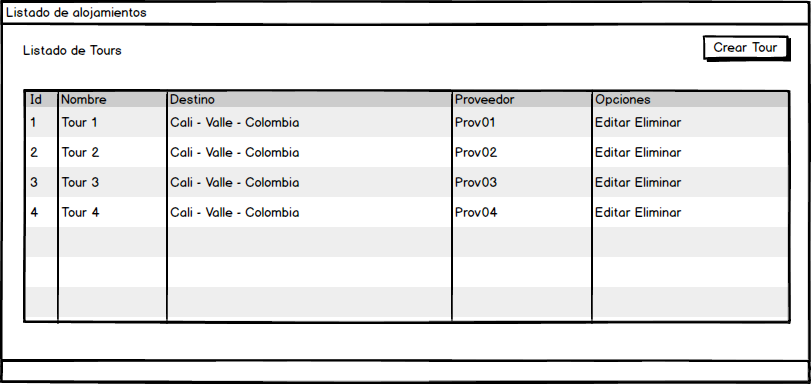 Listado de alojamientos
Listado de Tours
Crear Tour
Id Nombre Destino Proveedor Opciones
1 Tour 1 Cali - Valle - Colombia Prov01 Editar Eliminar
2 Tour 2 Cali - Valle - Colombia Prov02 Editar Eliminar
3 Tour 3 Cali - Valle - Colombia Prov03 Editar Eliminar
4 Tour 4 Cali - Valle - Colombia Prov04 Editar Eliminar